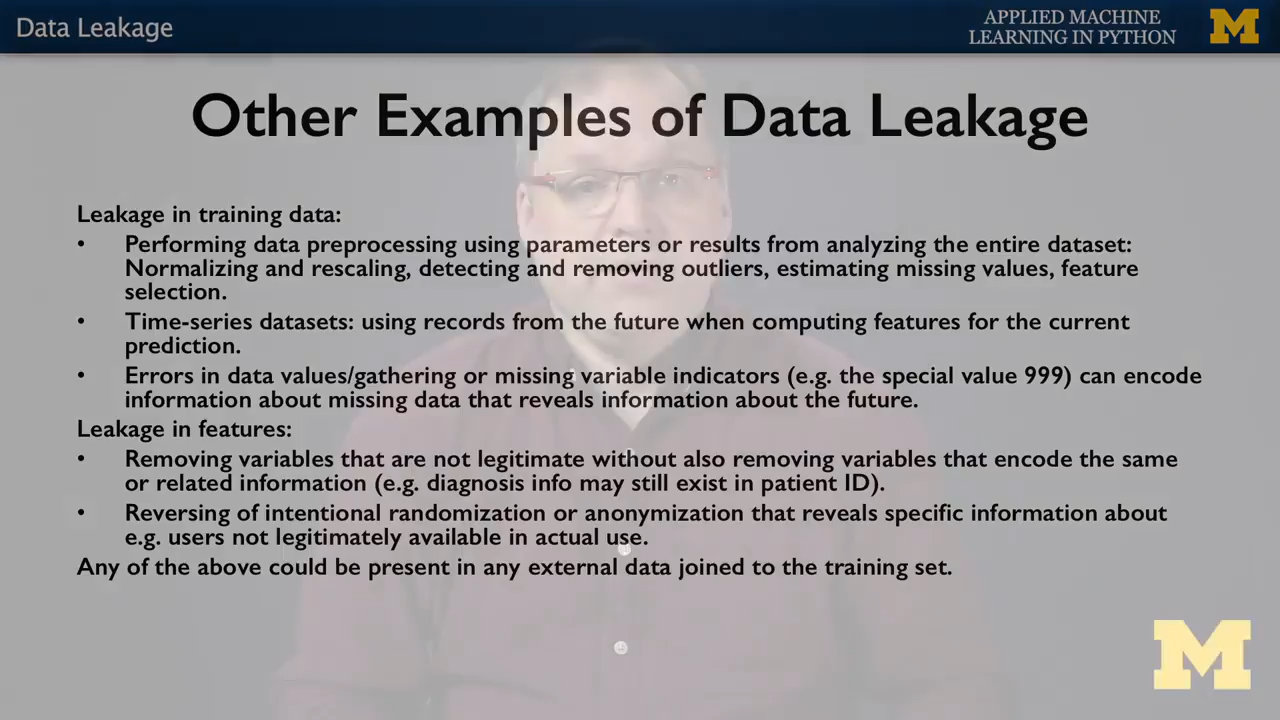 Data Leakage
APPLIED MACHINE
LEARNING IN PYTHON
M
Other Examples of Data Leakage
Leakage in training data:
• Performing data preprocessing using parameters or results from analyzing the entire dataset:
Normalizing and rescaling, detecting and removing outliers, estimating missing values, feature
selection.
• Time-series datasets: using records from the future when computing features for the current
prediction.
• Errors in data values/gathering or missing variable indicators (e.g. the special value 999) can encode
information about missing data that reveals information about the future.
Leakage in features:
• Removing variables that are not legitimate without also removing variables that encode the same
or related information (e.g. diagnosis info may still exist in patient ID).
• Reversing of intentional randomization or anonymization that reveals specific information about
e.g. users not legitimately available in actual use.
Any of the above could be present in any external data joined to the training set.
M